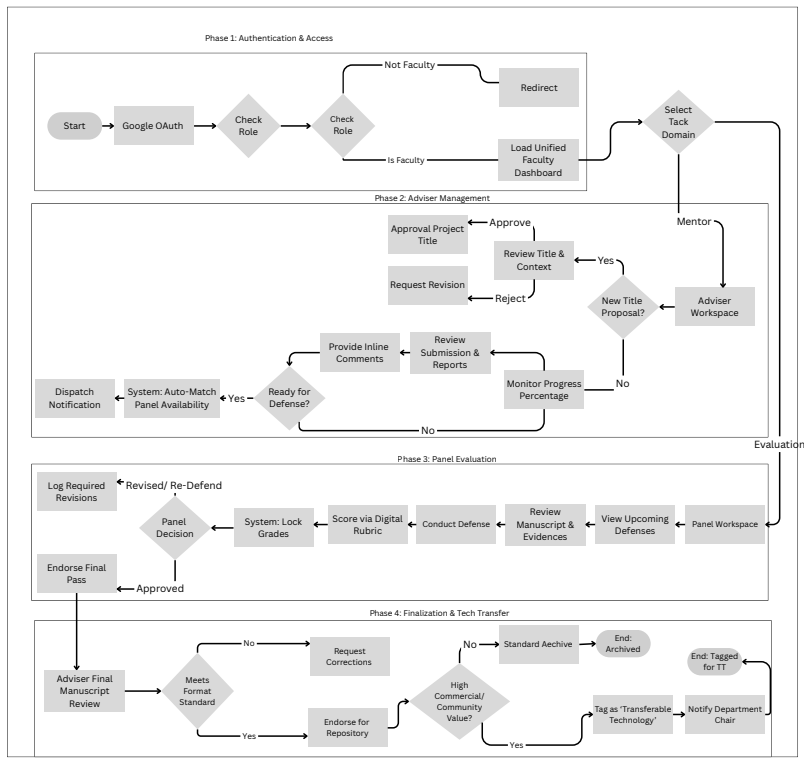 Phase 1: Authentication & Access
Start
Google OAuth
Check
Role
Check
Role
Not Faculty
Redirect
Is Faculty
Load Unified
Faculty
Dashboard
Select
Tack
Domain
Mentor
Evaluation
Phase 2: Adviser Management
Adviser
Workspace
New Title
Proposal?
Yes
Review Title &
Context
Approve
Approval Project
Title
Reject
Request Revision
No
Monitor Progress
Percentage
Review
Submission &
Reports
Provide Inline
Comments
Ready for
Defense?
No
Yes
System: Auto-Match
Panel Availability
Dispatch
Notification
Phase 3: Panel Evaluation
Panel Workspace
View Upcoming
Defenses
Review
Manuscript &
Evidences
Conduct Defense
Score via Digital
Rubric
System: Lock
Grades
Panel
Decision
Revised/ Re-Defend
Log Required
Revisions
Approved
Endorse Final
Pass
Phase 4: Finalization & Tech Transfer
Adviser Final
Manuscript
Review
Meets
Format
Standard
No
Request
Corrections
Yes
Endorse for
Repository
High
Commercial/
Community
Value?
No
Standard Aechive
End:
Archived
Yes
Tag as ‘Transferable
Technology’
Notify Department
Chair
End: Tagged
for TT